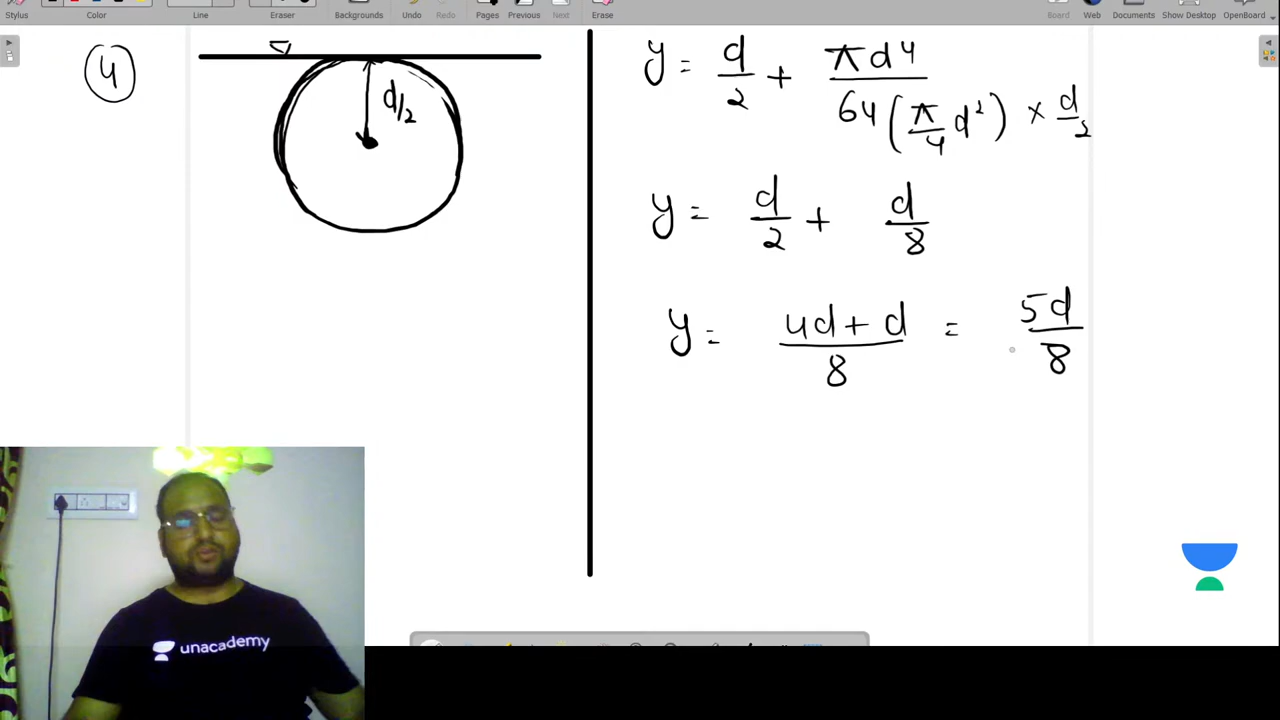 Stylus Color Line Eraser Backgrounds Undo Redo Pages Previous Next Erase Board Web Documents Show Desktop OpenBoard
4
d/2
y = d/2 + πd4 / 64 (π/4 d²) × d/2
y = d/2 + d/8
y = 4d + d / 8 = 5d / 8
unacademy